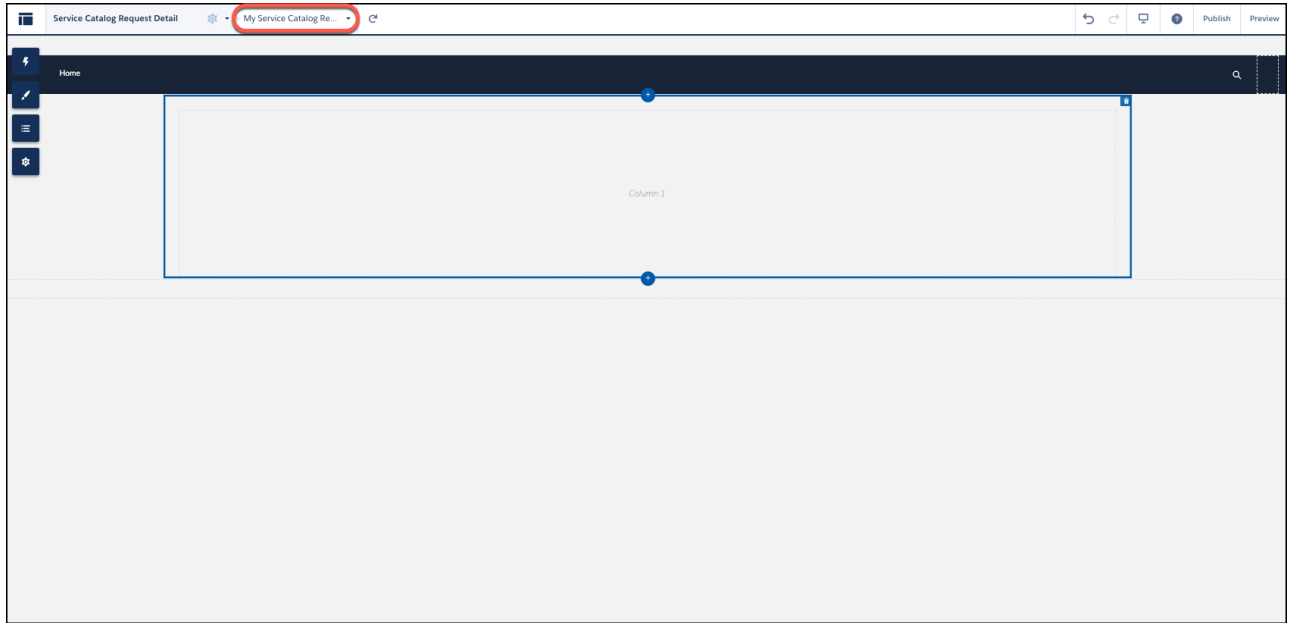 Service Catalog Request Detail
My Service Catalog Re...
?
Publish
Preview
Home
Column 1